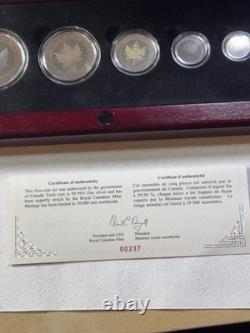 Certificate of authenticity
This five-coin set was authorized by the government
of Canada. Each coin is 99.99% fine silver and has
been expertly struck by the Royal Canadian Mint
Mintage has been limited to 30,000 sets worldwide.
President and CEO
Royal Canadian Mint
Certificat d'authenticité
Cet ensemble de cinq pièces est autorisé par le
gouvernement du Canada. Composée d'argent fin
à 99,99 %, chaque pièce a été frappée de façon
experte par la Monnaie royale canadienne. Le
tirage mondial est limité à 30 000 ensembles.
Président
Monnaie royale canadienne
00237